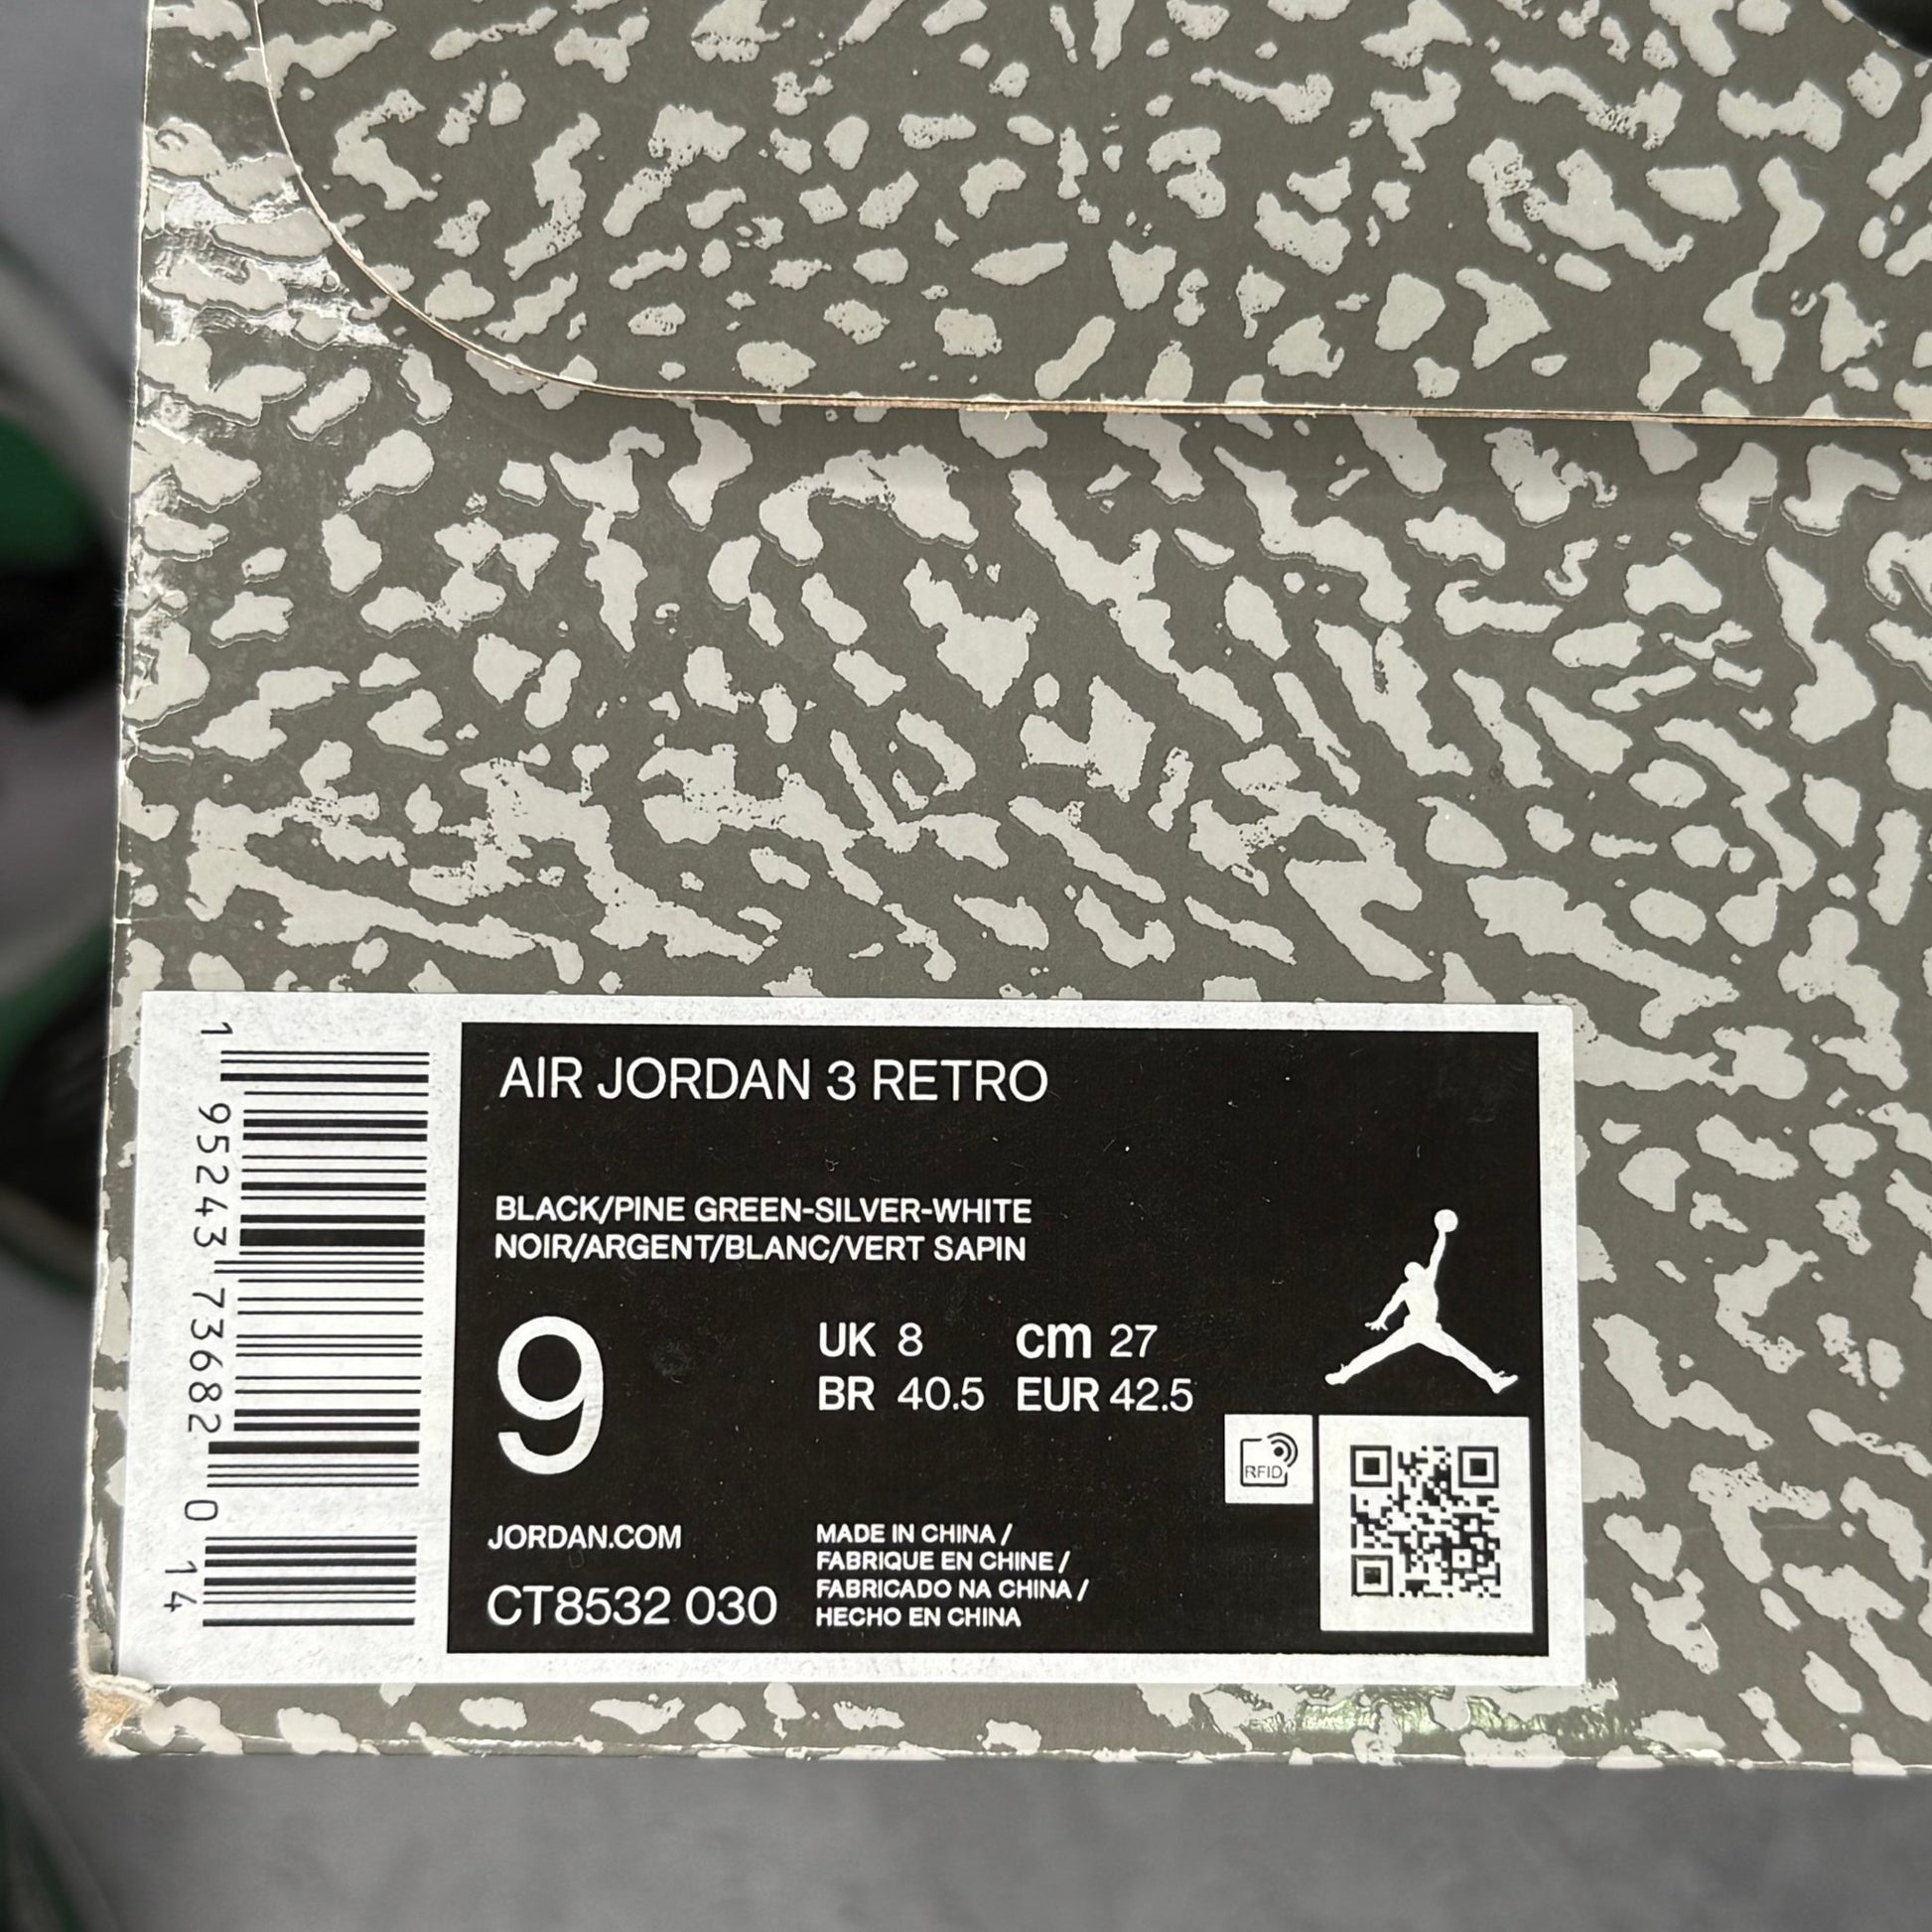 AIR JORDAN 3 RETRO
BLACK/PINE GREEN-SILVER-WHITE
NOIR/ARGENT/BLANC/VERT SAPIN
9
UK 8 cm 27
BR 40.5 EUR 42.5
RFID
JORDAN.COM
CT8532 030
MADE IN CHINA /
FABRIQUE EN CHINE /
FABRICADO NA CHINA /
HECHO EN CHINA
1 95243 73682 0 14